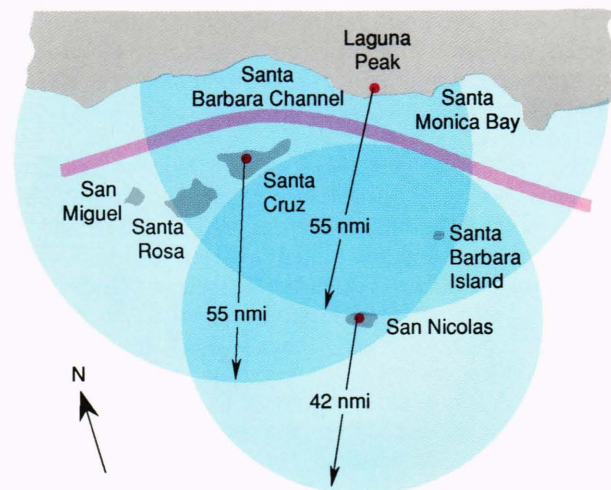 Laguna
Peak
Santa
Barbara Channel
Santa
Monica Bay
San
Miguel
Santa
Rosa
Santa
Cruz
55 nmi
Santa
Barbara
Island
55 nmi
San Nicolas
N
42 nmi